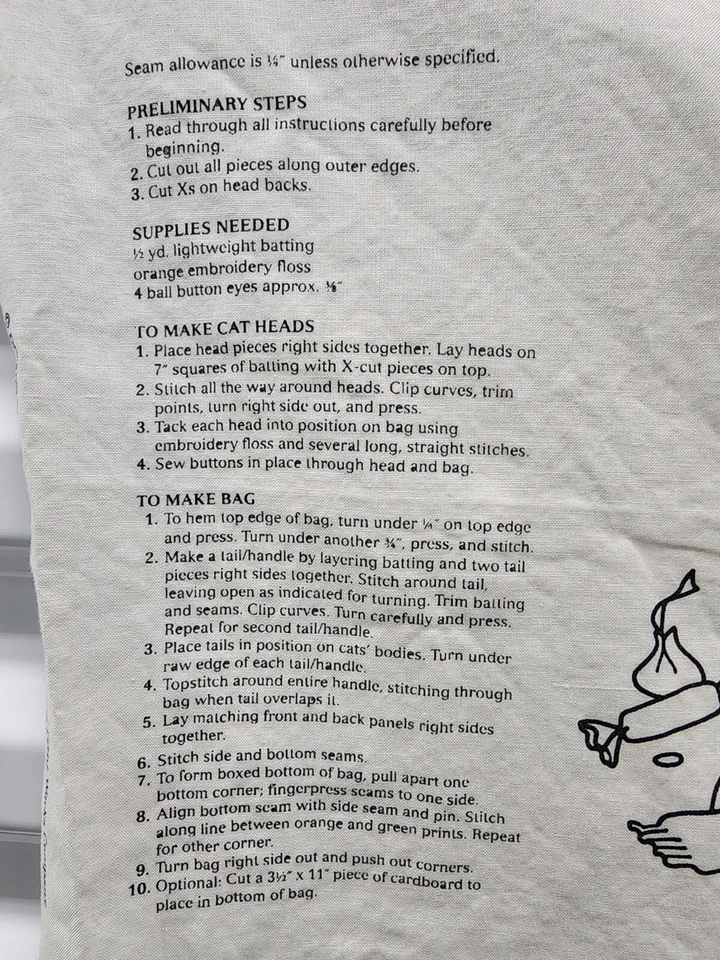 Seam allowance is ¼″ unless otherwise specified.
PRELIMINARY STEPS
1. Read through all instructions carefully before
beginning.
2. Cut out all pieces along outer edges.
3. Cut Xs on head backs.
SUPPLIES NEEDED
½ yd. lightweight batting
orange embroidery floss
4 ball button eyes approx. ⅜″
TO MAKE CAT HEADS
1. Place head pieces right sides together. Lay heads on
7″ squares of batting with X-cut pieces on top.
2. Stitch all the way around heads. Clip curves, trim
points, turn right side out, and press.
3. Tack each head into position on bag using
embroidery floss and several long, straight stitches.
4. Sew buttons in place through head and bag.
TO MAKE BAG
1. To hem top edge of bag, turn under ¼″ on top edge
and press. Turn under another ¾″, press, and stitch.
2. Make a tail/handle by layering batting and two tail
pieces right sides together. Stitch around tail,
leaving open as indicated for turning. Trim batting
and seams. Clip curves. Turn carefully and press.
Repeat for second tail/handle.
3. Place tails in position on cats' bodies. Turn under
raw edge of each tail/handle.
4. Topstitch around entire handle, stitching through
bag when tail overlaps it.
5. Lay matching front and back panels right sides
together.
6. Stitch side and bottom seams.
7. To form boxed bottom of bag, pull apart one
bottom corner; fingerpress seams to one side.
8. Align bottom seam with side seam and pin. Stitch
along line between orange and green prints. Repeat
for other corner.
9. Turn bag right side out and push out corners.
10. Optional: Cut a 3½″ x 11″ piece of cardboard to
place in bottom of bag.